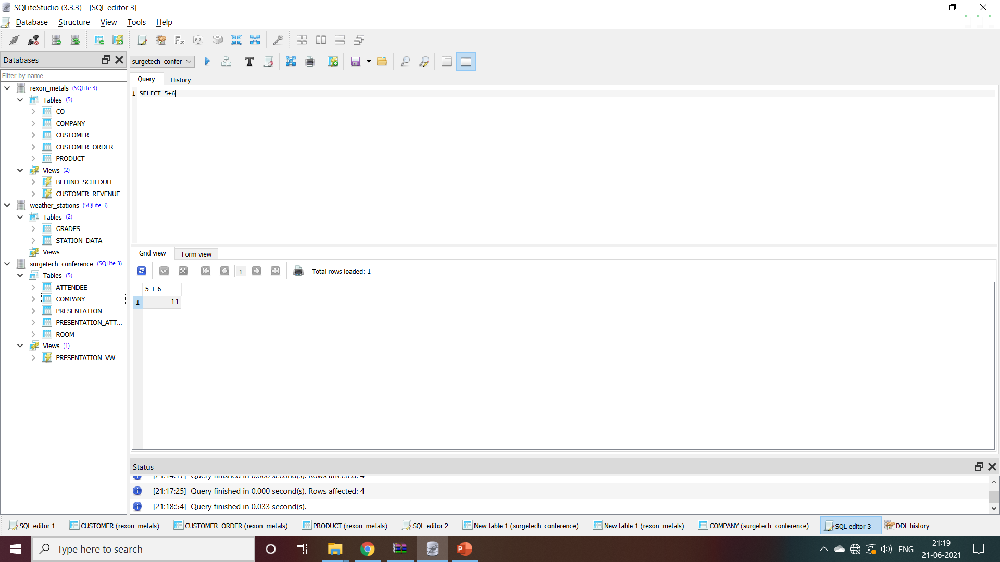 SQLiteStudio (3.3.3) - [SQL editor 3]
Database Structure View Tools Help
Databases
surgetech_confer
Filter by name
Query History
1 SELECT 5+6
rexon_metals (SQLite 3)
Tables (5)
CO
COMPANY
CUSTOMER
CUSTOMER_ORDER
PRODUCT
Views (2)
BEHIND_SCHEDULE
CUSTOMER_REVENUE
weather_stations (SQLite 3)
Tables (2)
GRADES
STATION_DATA
Views
surgetech_conference (SQLite 3)
Tables (5)
ATTENDEE
COMPANY
PRESENTATION
PRESENTATION_ATT...
ROOM
Views (1)
PRESENTATION_VW
Grid view Form view
1 Total rows loaded: 1
5 + 6
1 11
Status
[21:14:17] Query finished in 0.000 second(s). Rows affected: 4
[21:17:25] Query finished in 0.000 second(s). Rows affected: 4
[21:18:54] Query finished in 0.033 second(s).
SQL editor 1 CUSTOMER (rexon_metals) CUSTOMER_ORDER (rexon_metals) PRODUCT (rexon_metals) SQL editor 2 New table 1 (surgetech_conference) New table 1 (rexon_metals) COMPANY (surgetech_conference) SQL editor 3 DDL history
Type here to search
ENG
21:19
21-06-2021